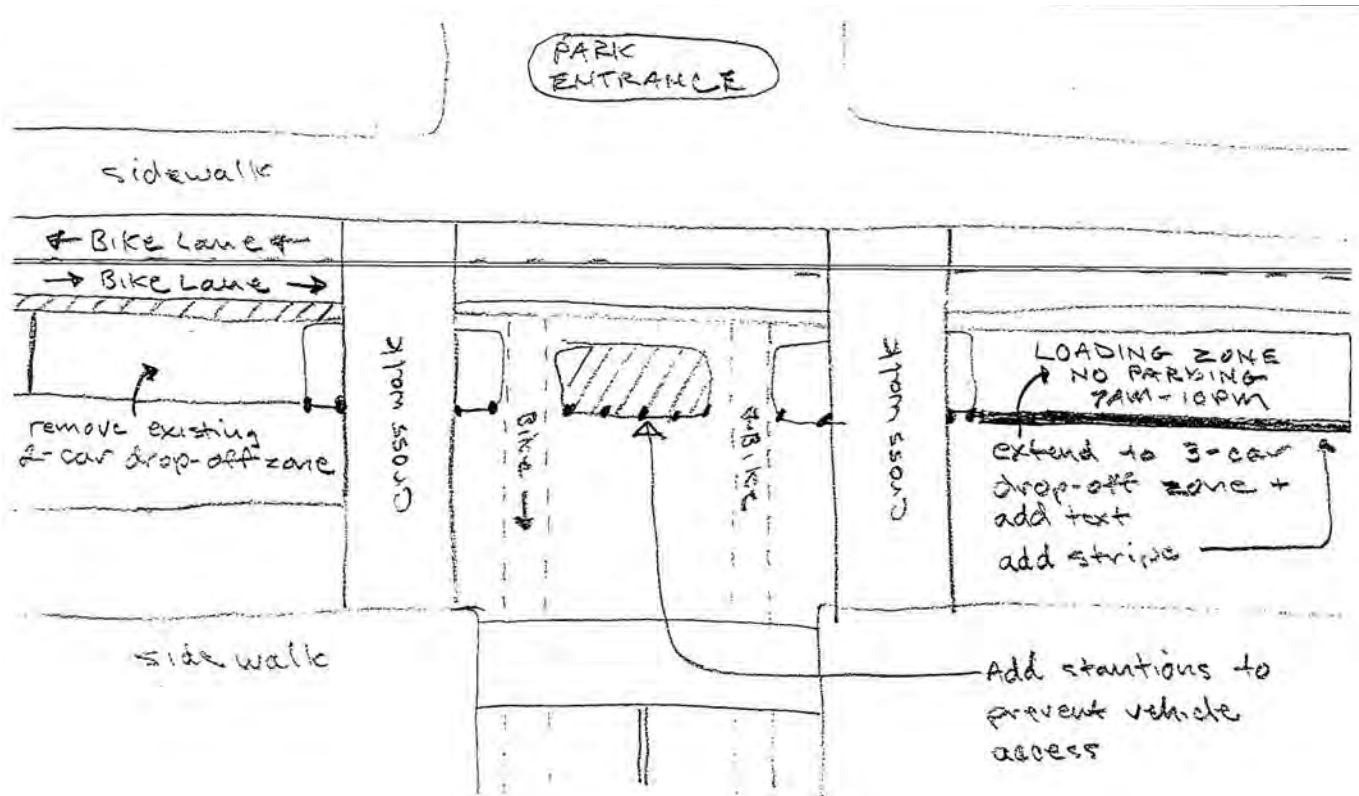 PARK
ENTRANCE
sidewalk
← Bike Lane ←
→ Bike Lane →
Cross walk
Cross walk
LOADING ZONE
NO PARKING
7AM-10PM
remove existing
2-car drop-off zone
Bike →
← Bike
extend to 3-car
drop-off zone +
add text
add stripe
sidewalk
Add stantions to
prevent vehicle
access